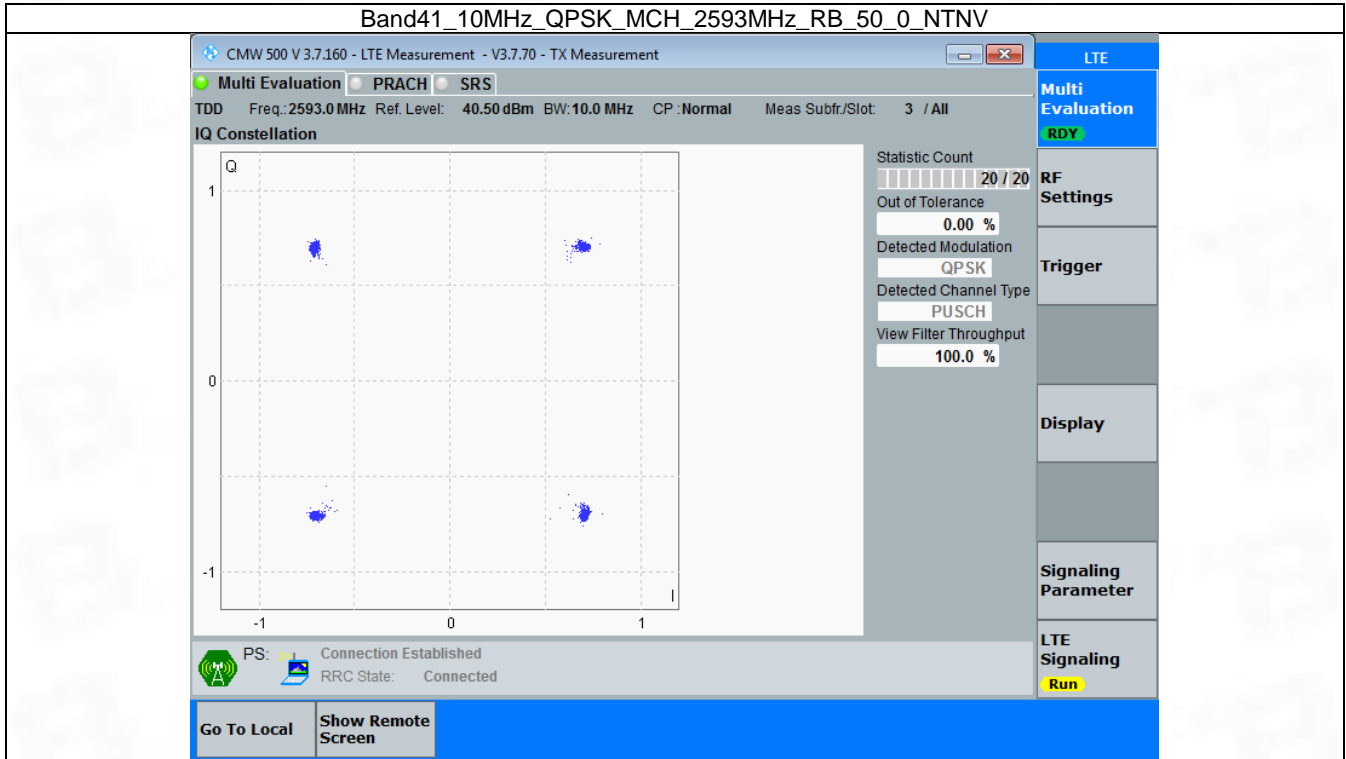 Band41_10MHz_QPSK_MCH_2593MHz_RB_50_0_NTNV
CMW 500 V 3.7.160 - LTE Measurement - V3.7.70 - TX Measurement
LTE
Multi Evaluation PRACH SRS
Multi
Evaluation
RDY
TDD Freq.:2593.0 MHz Ref. Level: 40.50 dBm BW:10.0 MHz CP :Normal Meas Subfr./Slot: 3 / All
IQ Constellation
Q
1
0
-1
I
-1 0 1
Statistic Count
20 / 20
Out of Tolerance
0.00 %
Detected Modulation
QPSK
Detected Channel Type
PUSCH
View Filter Throughput
100.0 %
RF
Settings
Trigger
Display
Signaling
Parameter
LTE
Signaling
Run
PS: Connection Established
RRC State: Connected
Go To Local
Show Remote
Screen